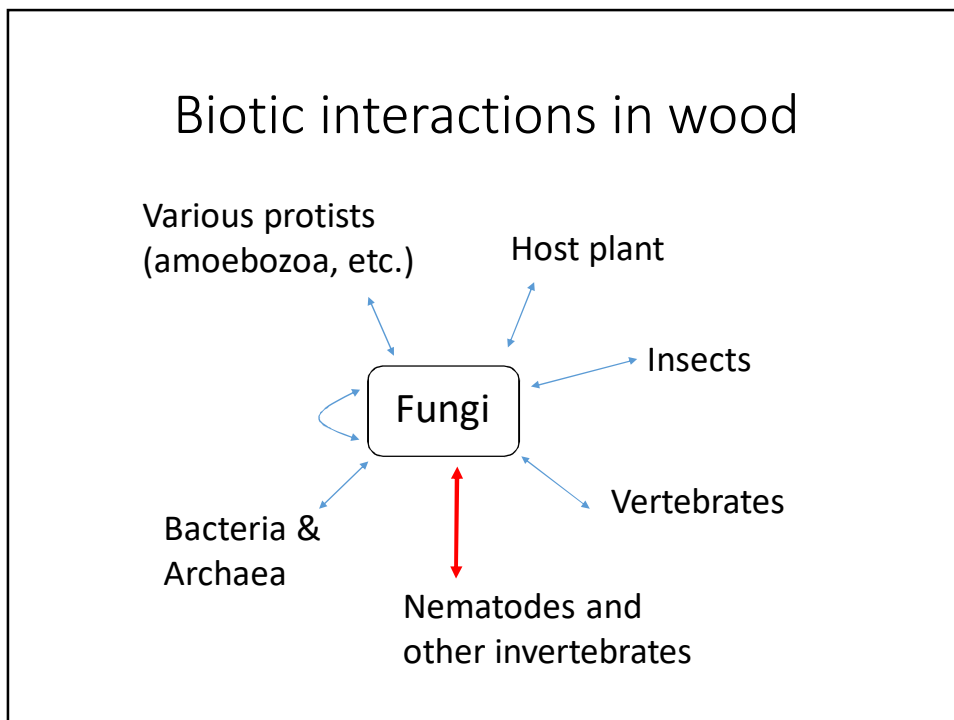 Biotic interactions in wood
Various protists
(amoebozoa, etc.)
Host plant
Insects
Fungi
Vertebrates
Bacteria &
Archaea
Nematodes and
other invertebrates